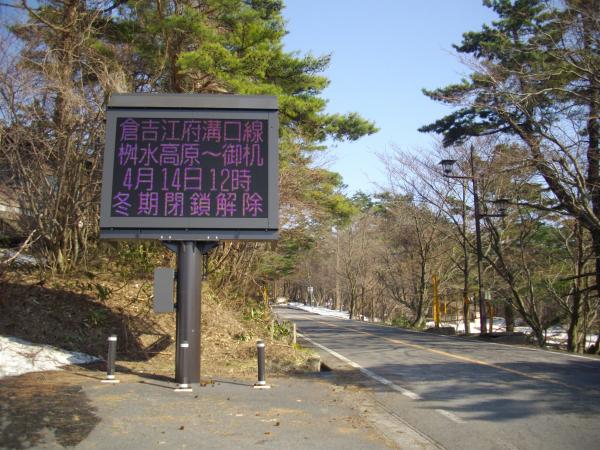 倉吉江府溝口線
桝水高原～御机
4月14日12時
冬期閉鎖解除